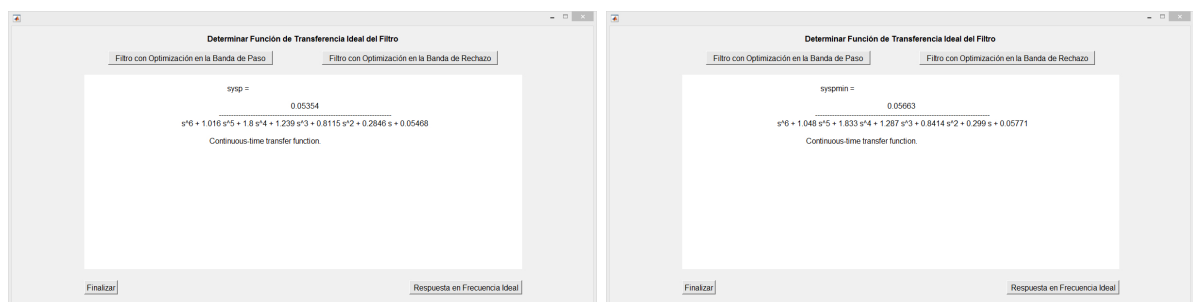 Determinar Función de Transferencia Ideal del Filtro
Filtro con Optimización en la Banda de Paso
Filtro con Optimización en la Banda de Rechazo
sysp =
0.05354
---------------------------------------------------------------
s^6 + 1.016 s^5 + 1.8 s^4 + 1.239 s^3 + 0.8115 s^2 + 0.2846 s + 0.05468
Continuous-time transfer function.
Finalizar
Respuesta en Frecuencia Ideal
Determinar Función de Transferencia Ideal del Filtro
Filtro con Optimización en la Banda de Paso
Filtro con Optimización en la Banda de Rechazo
syspmin =
0.05663
---------------------------------------------------------------
s^6 + 1.048 s^5 + 1.833 s^4 + 1.287 s^3 + 0.8414 s^2 + 0.299 s + 0.05771
Continuous-time transfer function.
Finalizar
Respuesta en Frecuencia Ideal